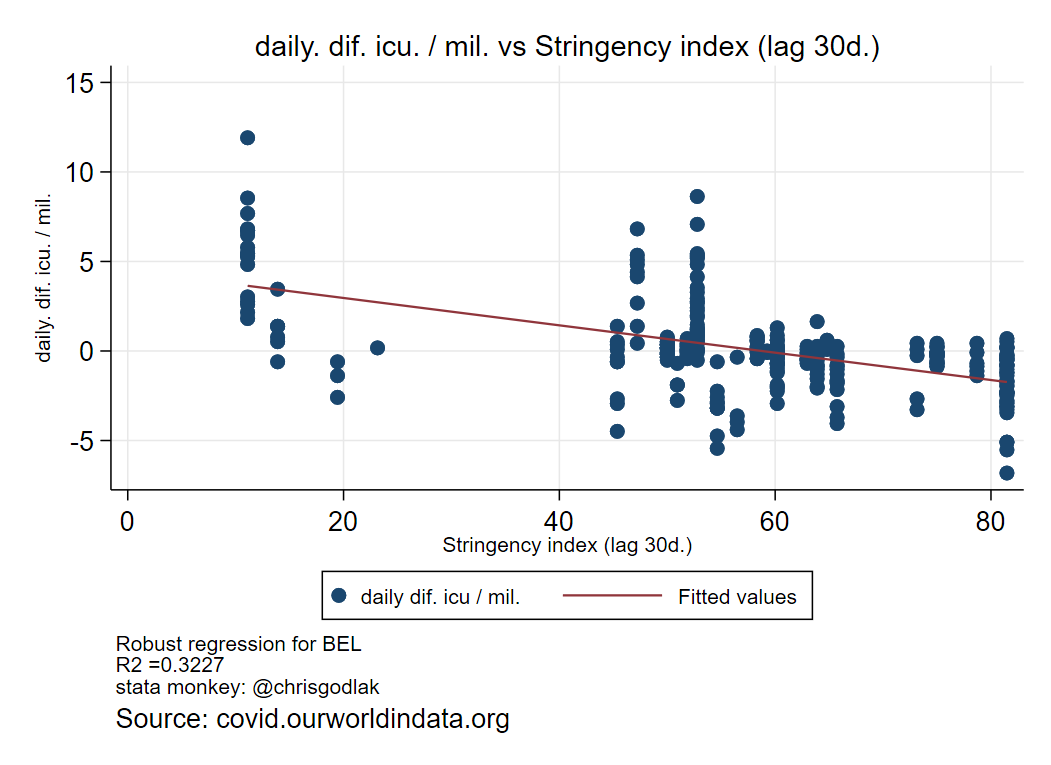 daily. dif. icu. / mil. vs Stringency index (lag 30d.)
daily. dif. icu. / mil.
15
10
5
0
-5
0 20 40 60 80
Stringency index (lag 30d.)
daily dif. icu / mil. Fitted values
Robust regression for BEL
R2 =0.3227
stata monkey: @chrisgodlak
Source: covid.ourworldindata.org